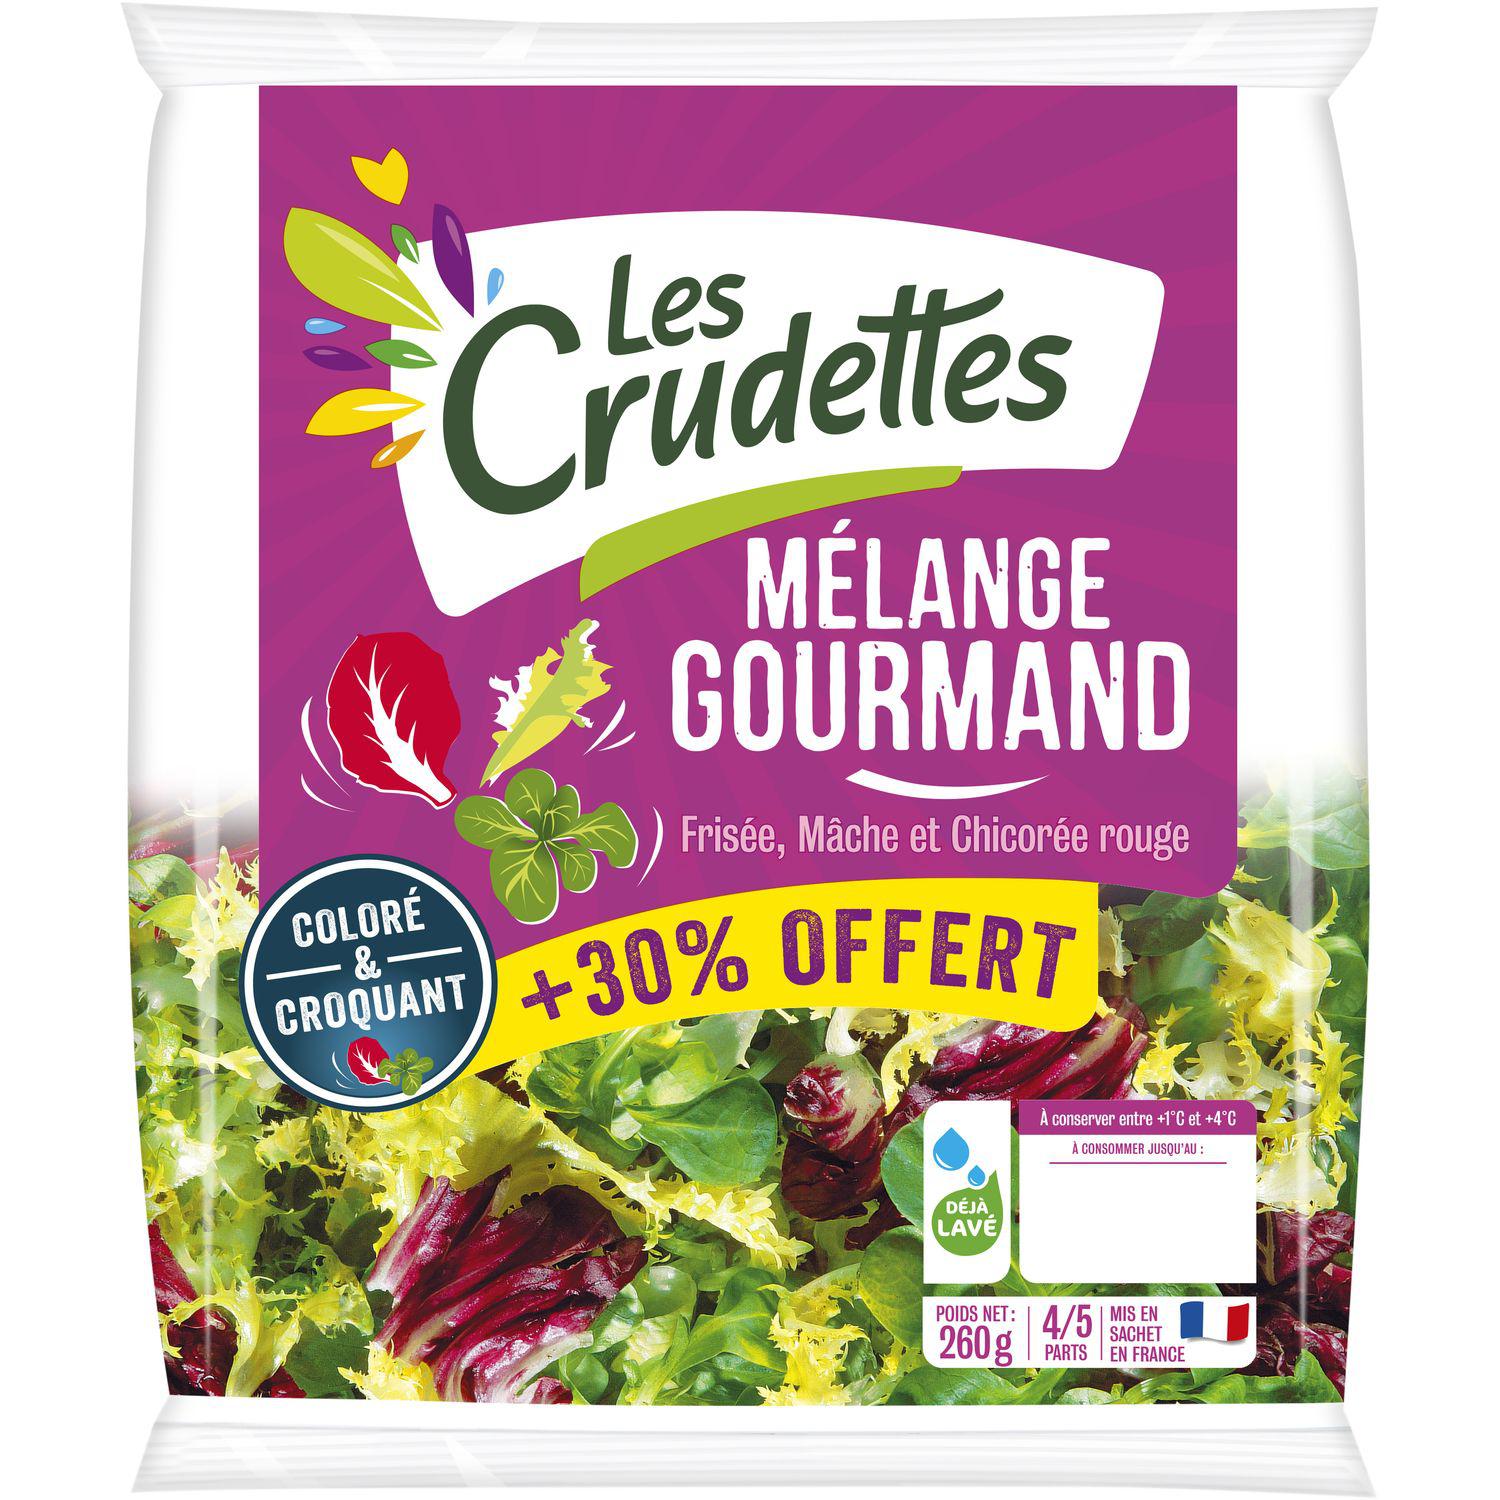 Les
Crudettes
MÉLANGE
GOURMAND
Frisée, Mâche et Chicorée rouge
COLORÉ
&
CROQUANT
+30% OFFERT
À conserver entre +1°C et +4°C
À CONSOMMER JUSQU'AU :
DÉJÀ
LAVÉ
POIDS NET:
260g
4/5
PARTS
MIS EN
SACHET
EN FRANCE